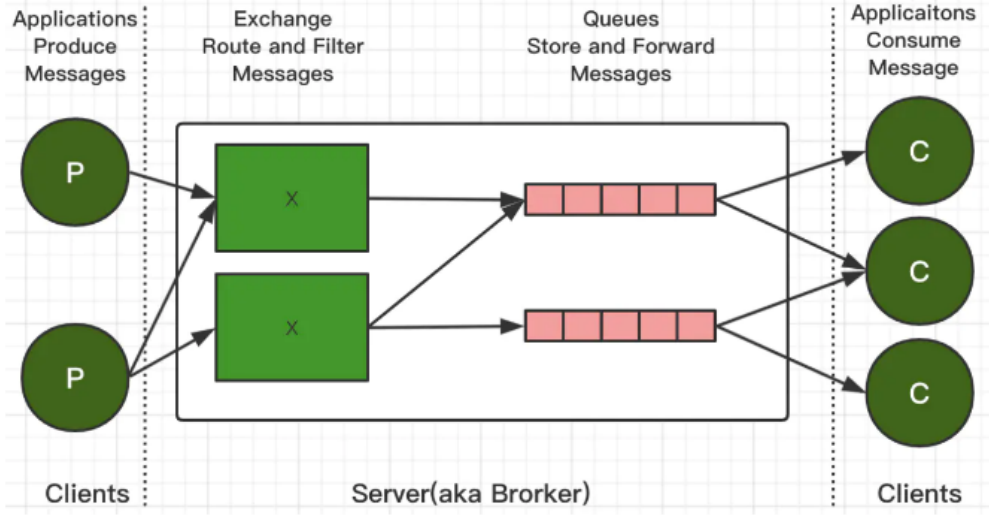 Applications
Produce
Messages
Exchange
Route and Filter
Messages
Queues
Store and Forward
Messages
Applicaitons
Consume
Message
P
P
X
X
C
C
C
Clients
Server(aka Brorker)
Clients